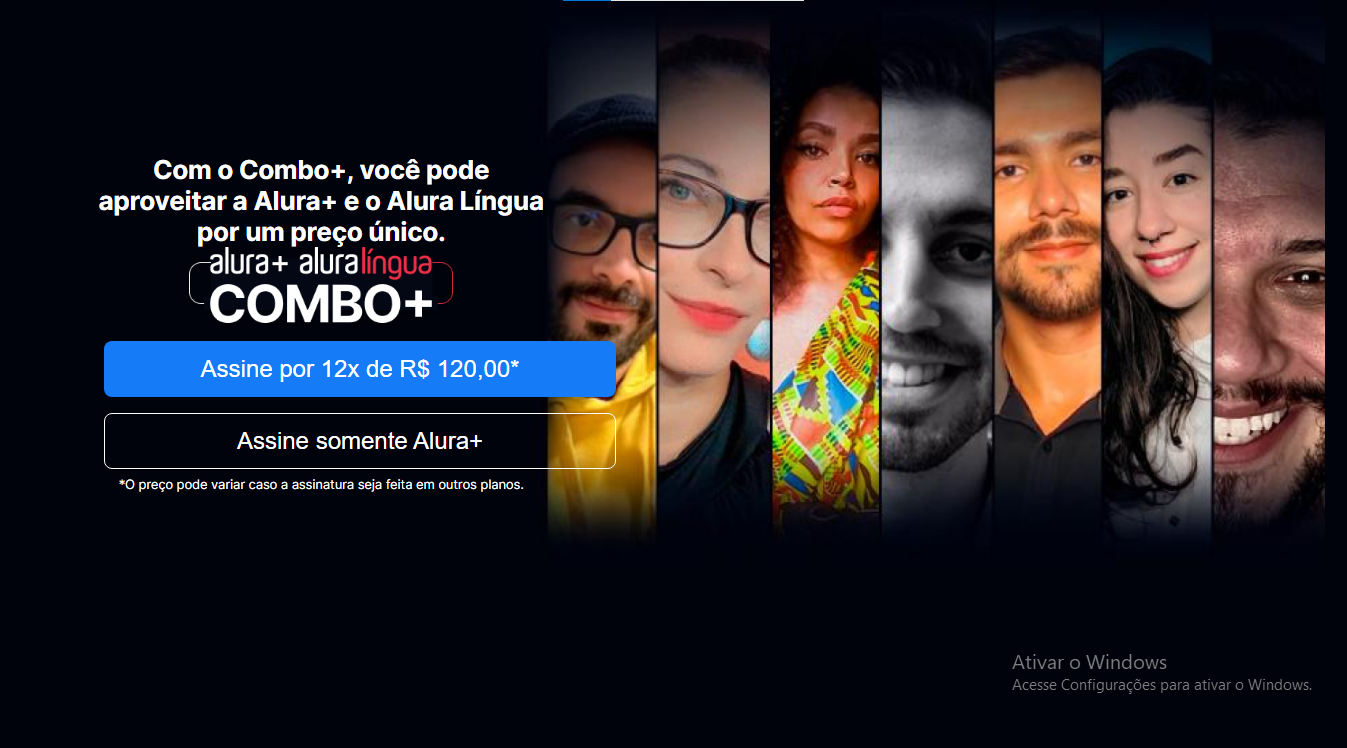 Com o Combo+, você pode
aproveitar a Alura+ e o Alura Língua
por um preço único.
alura+ aluralíngua
COMBO+
Assine por 12x de R$ 120,00*
Assine somente Alura+
*O preço pode variar caso a assinatura seja feita em outros planos.
Ativar o Windows
Acesse Configurações para ativar o Windows.